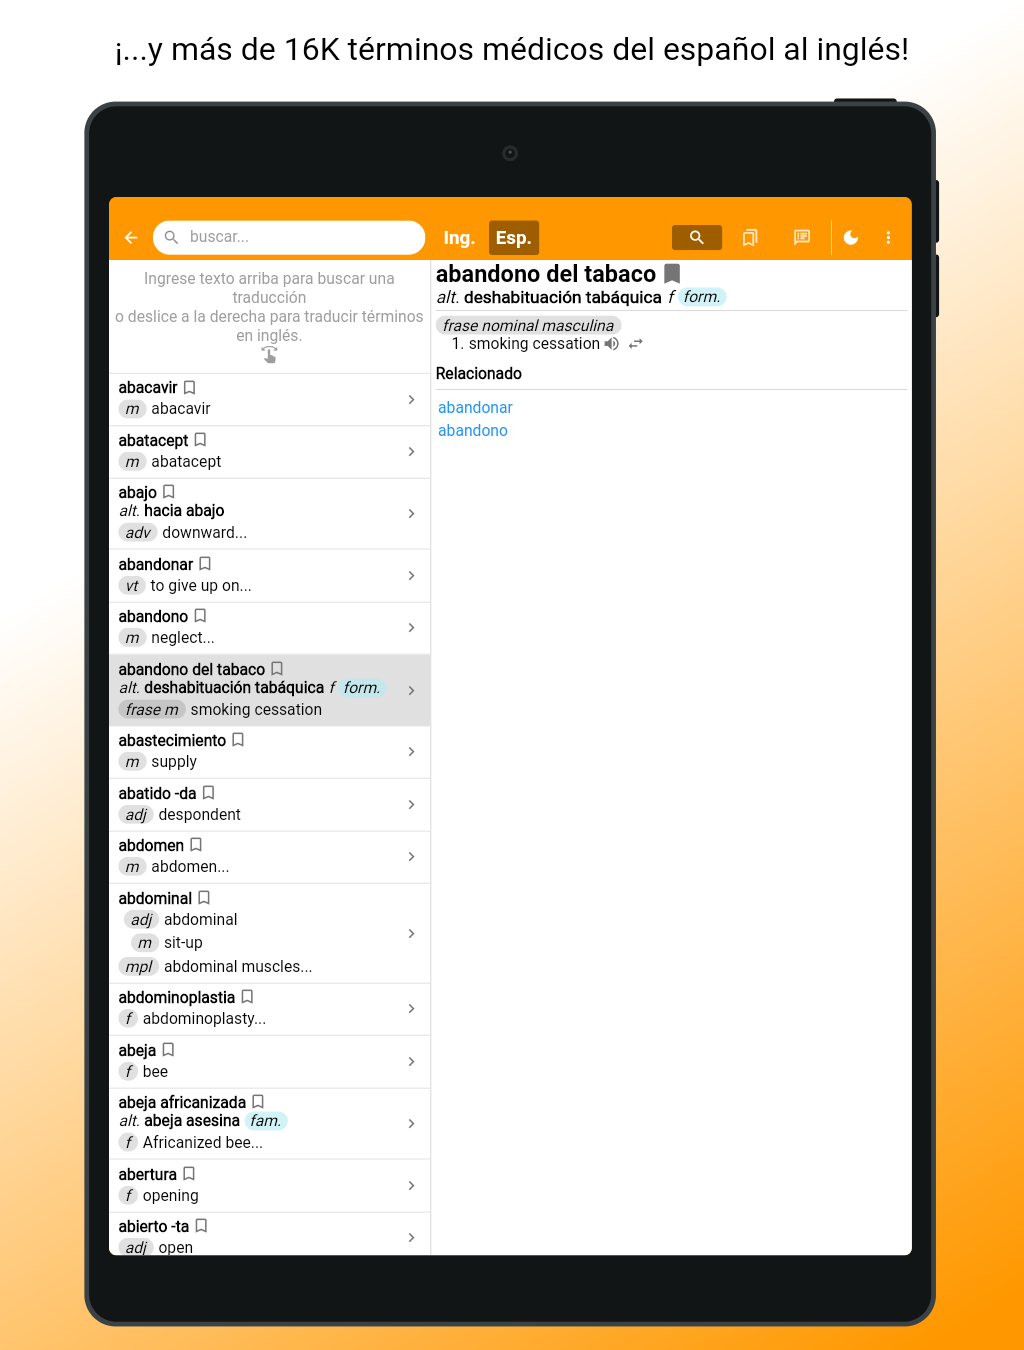 ¡...y más de 16K términos médicos del español al inglés!
buscar...
Ing.
Esp.
Ingrese texto arriba para buscar una
traducción
o deslice a la derecha para traducir términos
en inglés.
abacavir
m abacavir
abatacept
m abatacept
abajo
alt. hacia abajo
adv downward...
abandonar
vt to give up on...
abandono
m neglect...
abandono del tabaco
alt. deshabituación tabáquica f form.
frase m smoking cessation
abastecimiento
m supply
abatido -da
adj despondent
abdomen
m abdomen...
abdominal
adj abdominal
m sit-up
mpl abdominal muscles...
abdominoplastia
f abdominoplasty...
abeja
f bee
abeja africanizada
alt. abeja asesina fam.
f Africanized bee...
abertura
f opening
abierto -ta
adj open
abandono del tabaco
alt. deshabituación tabáquica f form.
frase nominal masculina
1. smoking cessation
Relacionado
abandonar
abandono